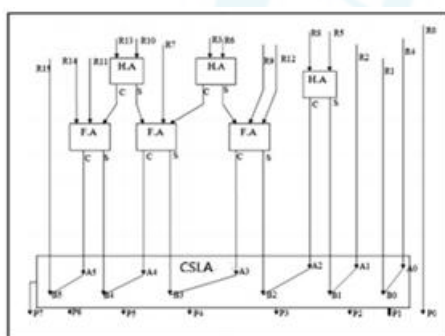 R13 R10 R3 R6 R8 R5 R0
R14 R11 H.A R7 H.A R9 R2 R4
R15 R12 H.A R1
C S C S C S
F.A F.A F.A
C S C S C S
CSLA
A5 A4 A3 A2 A1 A0
B5 B4 B3 B2 B1 B0
P7 P6 P5 P4 P3 P2 P1 P0